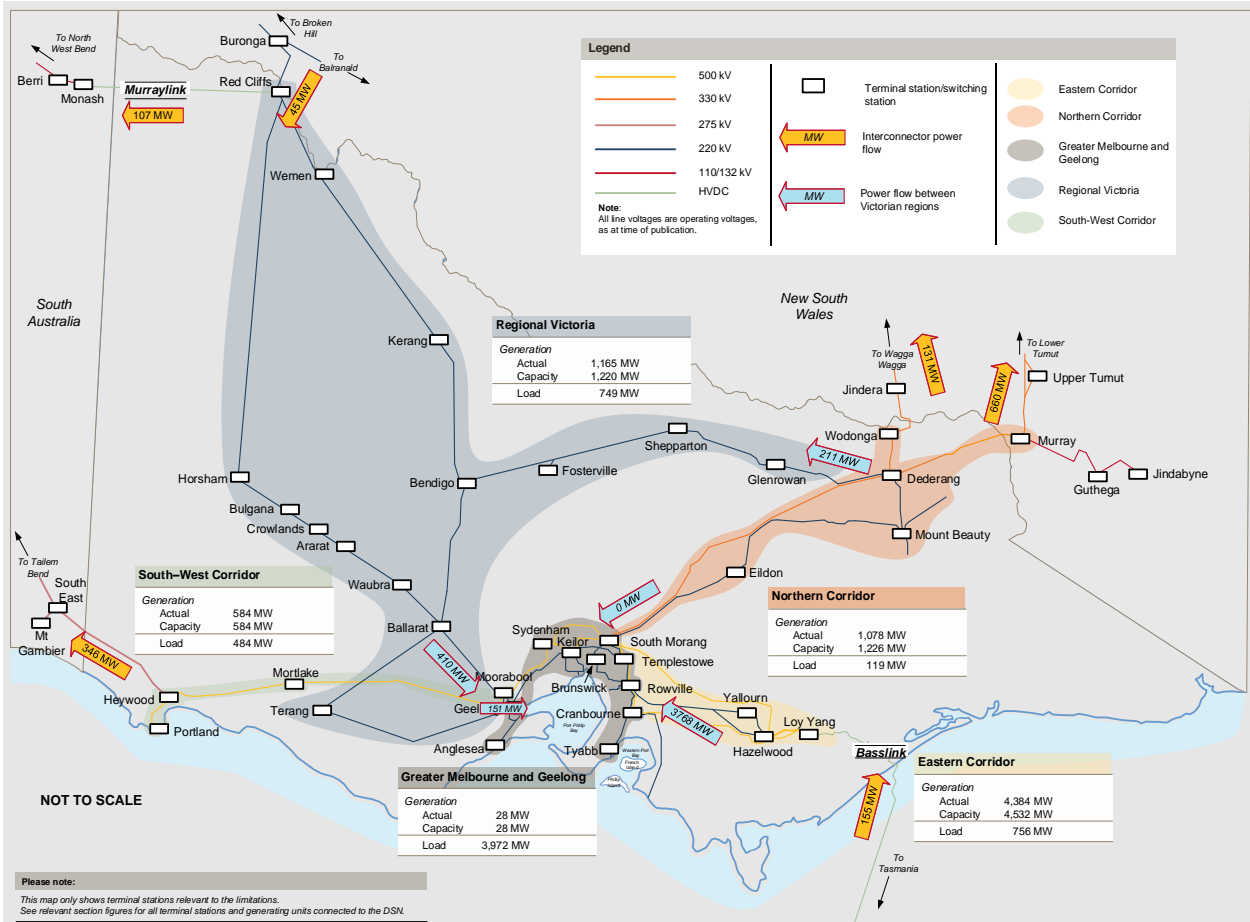 To Broken
Hill
To North
West Bend
Buronga
To
Balranald
Berri
Monash
Murraylink
107 MW
Red Cliffs
45 MW
Wemen
Legend
500 kV
330 kV
275 kV
220 kV
110/132 kV
HVDC
Note:
All line voltages are operating voltages,
as at time of publication.
Terminal station/switching
station
MW
Interconnector power
flow
MW
Power flow between
Victorian regions
Eastern Corridor
Northern Corridor
Greater Melbourne and
Geelong
Regional Victoria
South-West Corridor
South
Australia
New South
Wales
Kerang
Regional Victoria
Generation
Actual 1,165 MW
Capacity 1,220 MW
Load 749 MW
To Wagga
Wagga
131 MW
To Lower
Tumut
660 MW
Jindera
Upper Tumut
Wodonga
Murray
Shepparton
211 MW
Glenrowan
Dederang
Guthega
Jindabyne
Horsham
Fosterville
Bendigo
Bulgana
Crowlands
Ararat
Mount Beauty
To Tailem
Bend
South
East
Mt
Gambier
346 MW
South–West Corridor
Generation
Actual 584 MW
Capacity 584 MW
Load 484 MW
Waubra
Eildon
0 MW
Northern Corridor
Generation
Actual 1,078 MW
Capacity 1,226 MW
Load 119 MW
Ballarat
410 MW
Sydenham
Keilor
South Morang
Templestowe
Brunswick
Rowville
Mortlake
Moorabool
Heywood
Terang
Geel
151 MW
Port Phillip
Bay
Cranbourne
3768 MW
Yallourn
Loy Yang
Hazelwood
Portland
Anglesea
Tyabb
Western Port
Bay
French
Island
Phillip
Island
Basslink
155 MW
Eastern Corridor
Generation
Actual 4,384 MW
Capacity 4,532 MW
Load 756 MW
Greater Melbourne and Geelong
Generation
Actual 28 MW
Capacity 28 MW
Load 3,972 MW
NOT TO SCALE
To
Tasmania
Please note:
This map only shows terminal stations relevant to the limitations.
See relevant section figures for all terminal stations and generating units connected to the DSN.